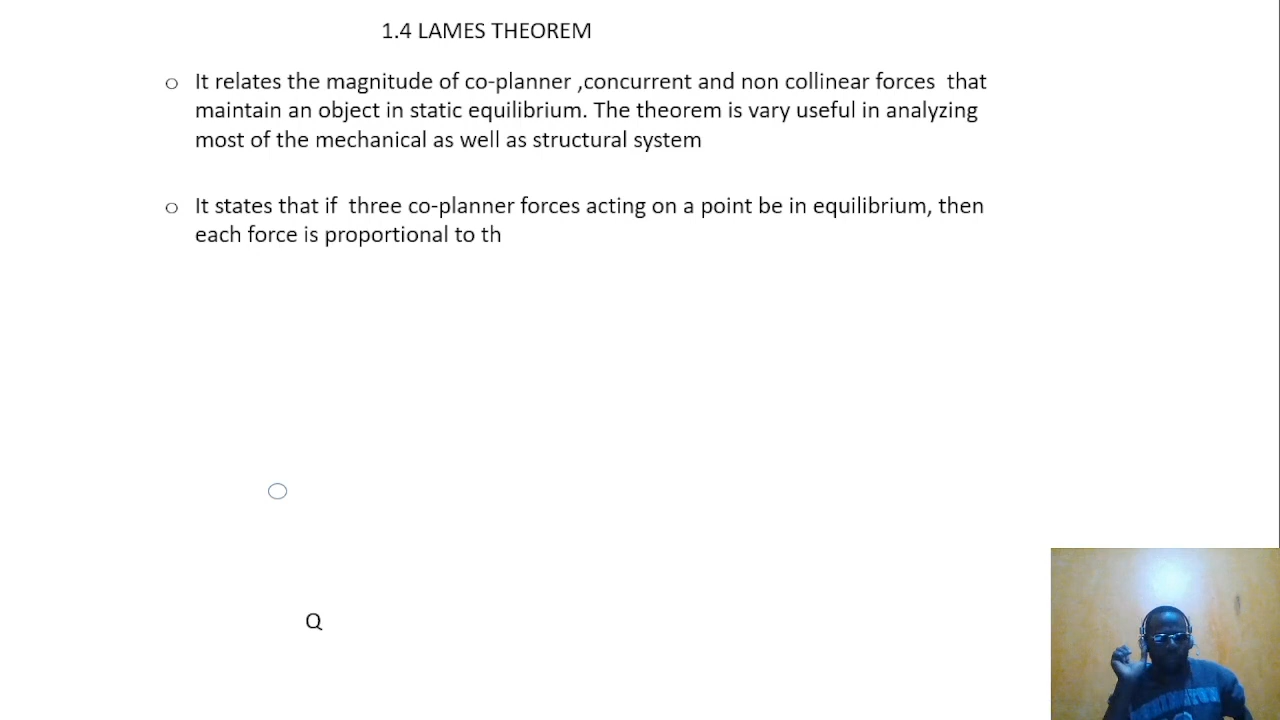 1.4 LAMES THEOREM
o It relates the magnitude of co-planner ,concurrent and non collinear forces that
maintain an object in static equilibrium. The theorem is vary useful in analyzing
most of the mechanical as well as structural system
o It states that if three co-planner forces acting on a point be in equilibrium, then
each force is proportional to th
Q